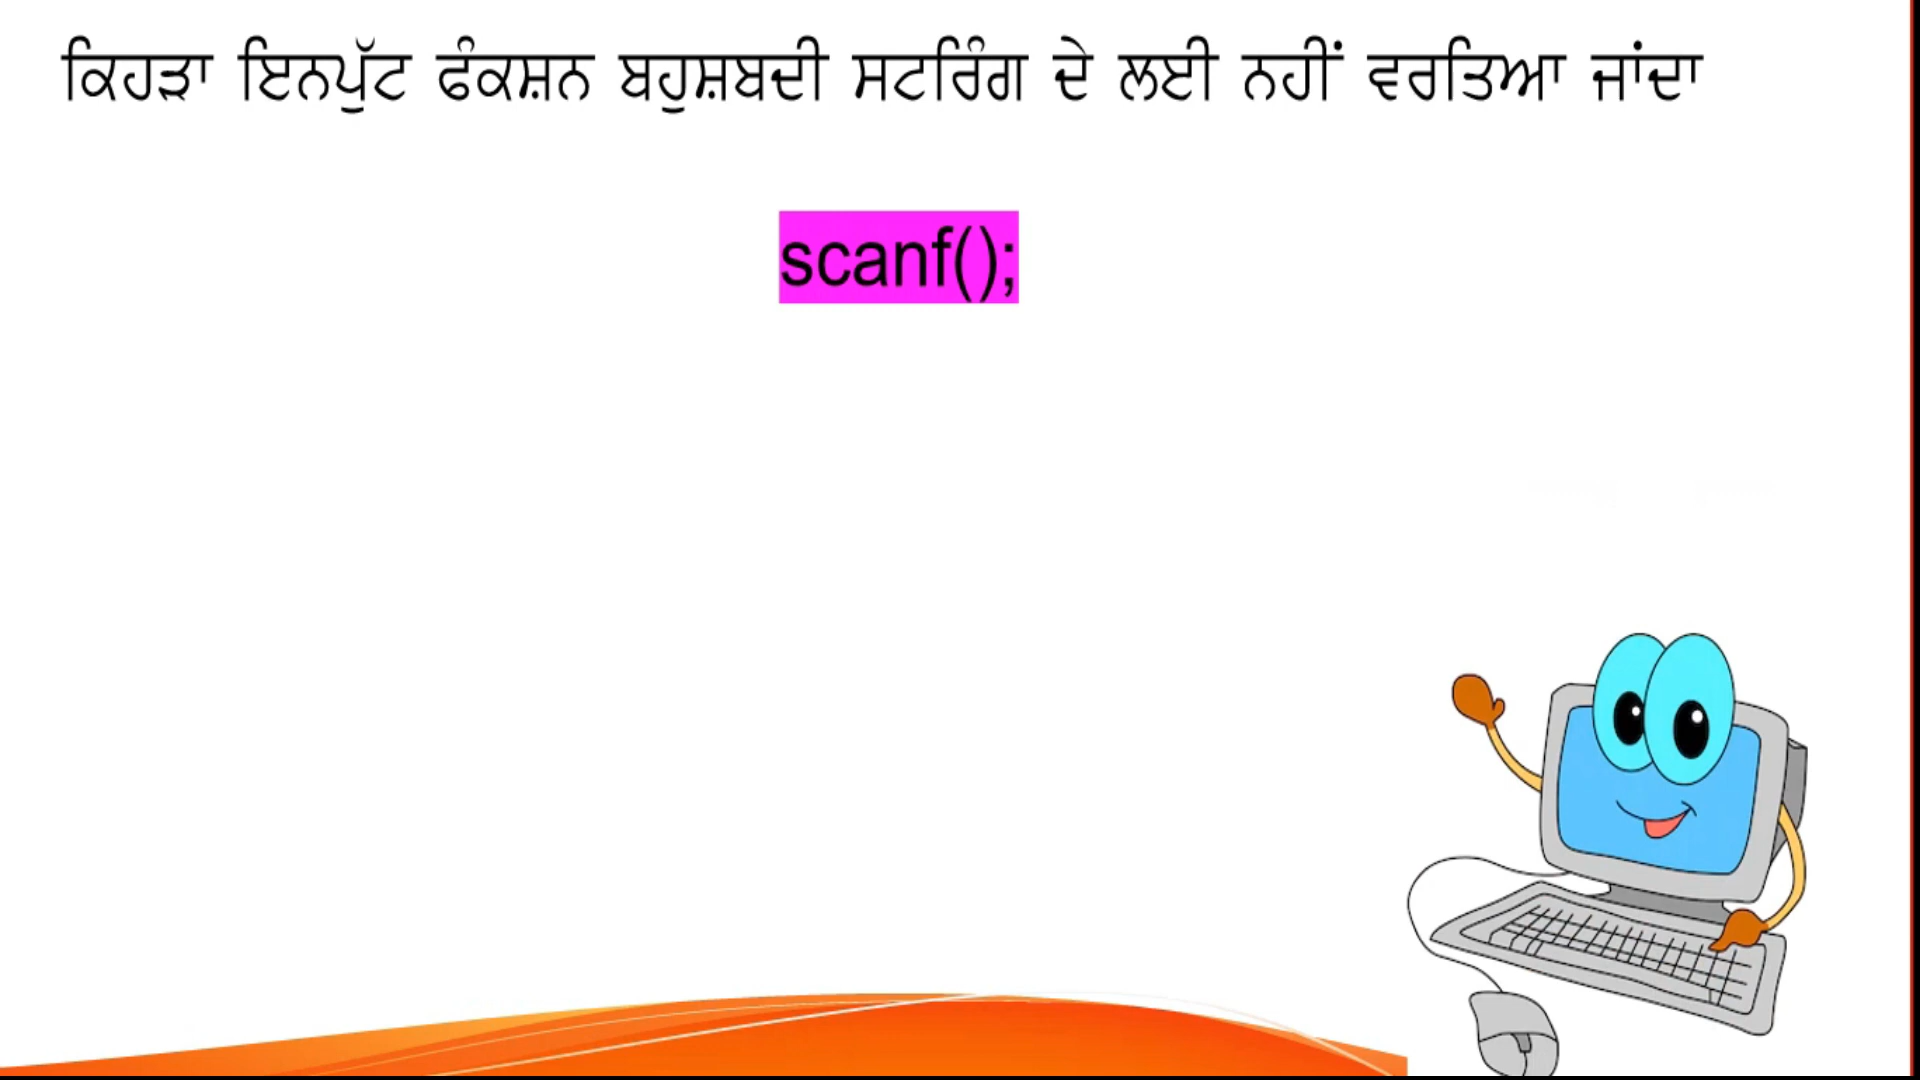 ਕਿਹੜਾ ਇਨਪੁੱਟ ਫੰਕਸ਼ਨ ਬਹੁਸ਼ਬਦੀ ਸਟਰਿੰਗ ਦੇ ਲਈ ਨਹੀਂ ਵਰਤਿਆ ਜਾਂਦਾ
scanf();